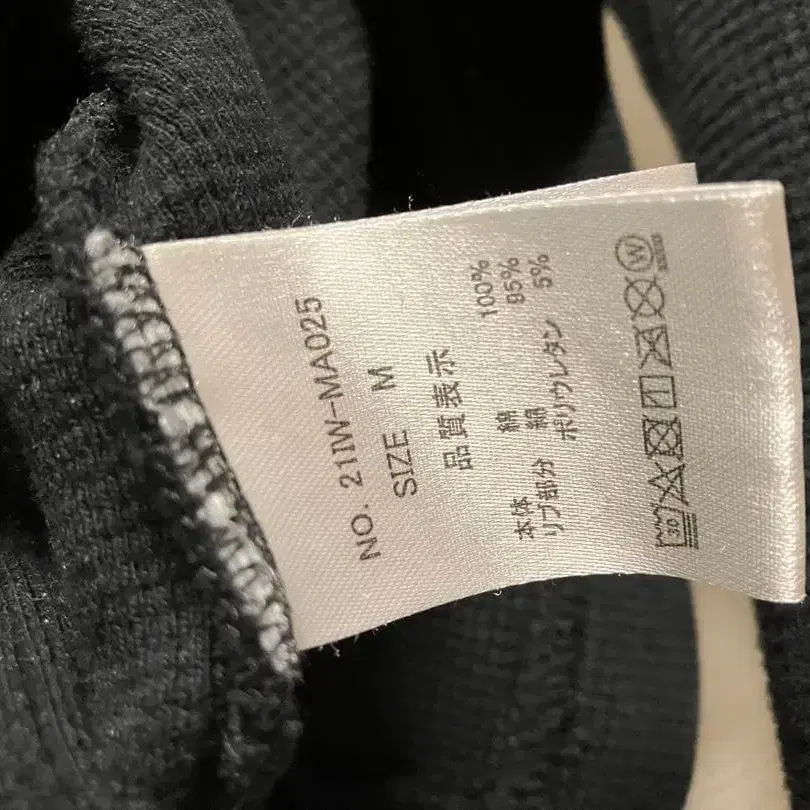 NO. 21IW-MA025
SIZE M
品質表示
本体 綿 100%
リブ部分 綿 95%
ポリウレタン 5%
30
W